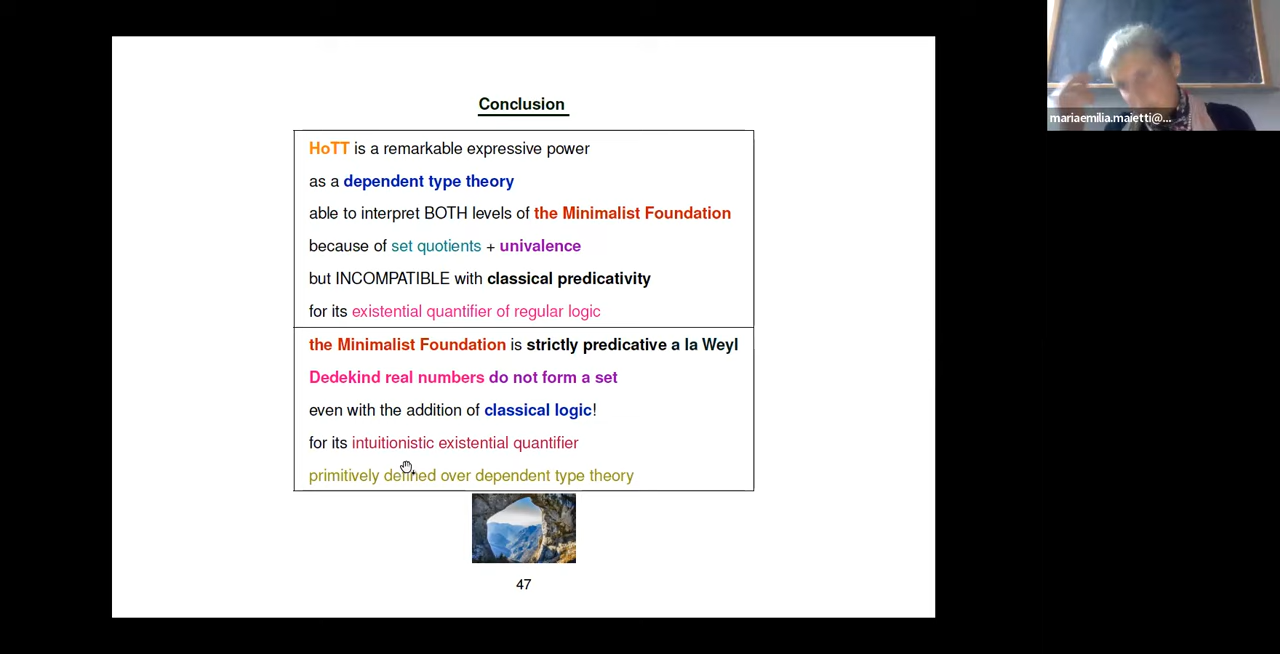 Conclusion
HoTT is a remarkable expressive power
as a dependent type theory
able to interpret BOTH levels of the Minimalist Foundation
because of set quotients + univalence
but INCOMPATIBLE with classical predicativity
for its existential quantifier of regular logic
the Minimalist Foundation is strictly predicative a la Weyl
Dedekind real numbers do not form a set
even with the addition of classical logic!
for its intuitionistic existential quantifier
primitively defined over dependent type theory
47
mariaemilia.maietti@...